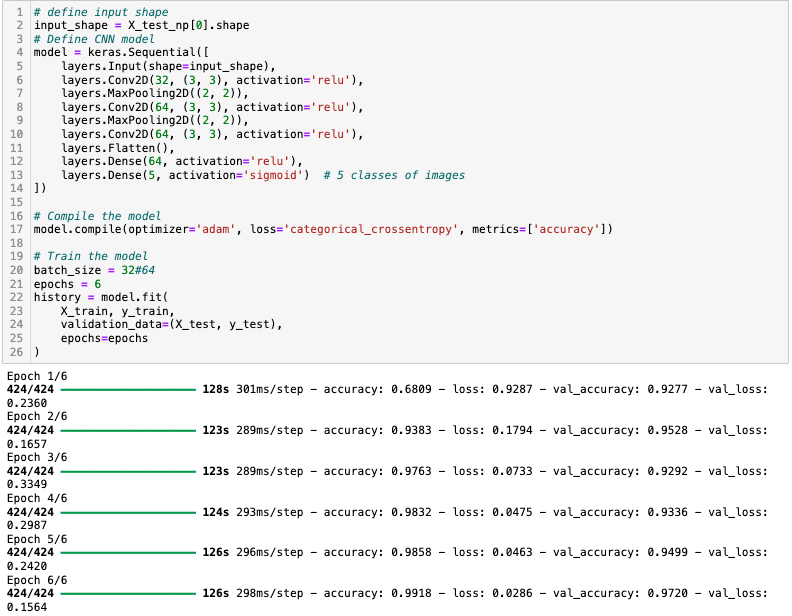 1 # define input shape
2 input_shape = X_test_np[0].shape
3 # Define CNN model
4 model = keras.Sequential([
5     layers.Input(shape=input_shape),
6     layers.Conv2D(32, (3, 3), activation='relu'),
7     layers.MaxPooling2D((2, 2)),
8     layers.Conv2D(64, (3, 3), activation='relu'),
9     layers.MaxPooling2D((2, 2)),
10     layers.Conv2D(64, (3, 3), activation='relu'),
11     layers.Flatten(),
12     layers.Dense(64, activation='relu'),
13     layers.Dense(5, activation='sigmoid')  # 5 classes of images
14 ])
15
16 # Compile the model
17 model.compile(optimizer='adam', loss='categorical_crossentropy', metrics=['accuracy'])
18
19 # Train the model
20 batch_size = 32#64
21 epochs = 6
22 history = model.fit(
23     X_train, y_train,
24     validation_data=(X_test, y_test),
25     epochs=epochs
26 )
Epoch 1/6
424/424 128s 301ms/step - accuracy: 0.6809 - loss: 0.9287 - val_accuracy: 0.9277 - val_loss:
0.2360
Epoch 2/6
424/424 123s 289ms/step - accuracy: 0.9383 - loss: 0.1794 - val_accuracy: 0.9528 - val_loss:
0.1657
Epoch 3/6
424/424 123s 289ms/step - accuracy: 0.9763 - loss: 0.0733 - val_accuracy: 0.9292 - val_loss:
0.3349
Epoch 4/6
424/424 124s 293ms/step - accuracy: 0.9832 - loss: 0.0475 - val_accuracy: 0.9336 - val_loss:
0.2987
Epoch 5/6
424/424 126s 296ms/step - accuracy: 0.9858 - loss: 0.0463 - val_accuracy: 0.9499 - val_loss:
0.2420
Epoch 6/6
424/424 126s 298ms/step - accuracy: 0.9918 - loss: 0.0286 - val_accuracy: 0.9720 - val_loss:
0.1564